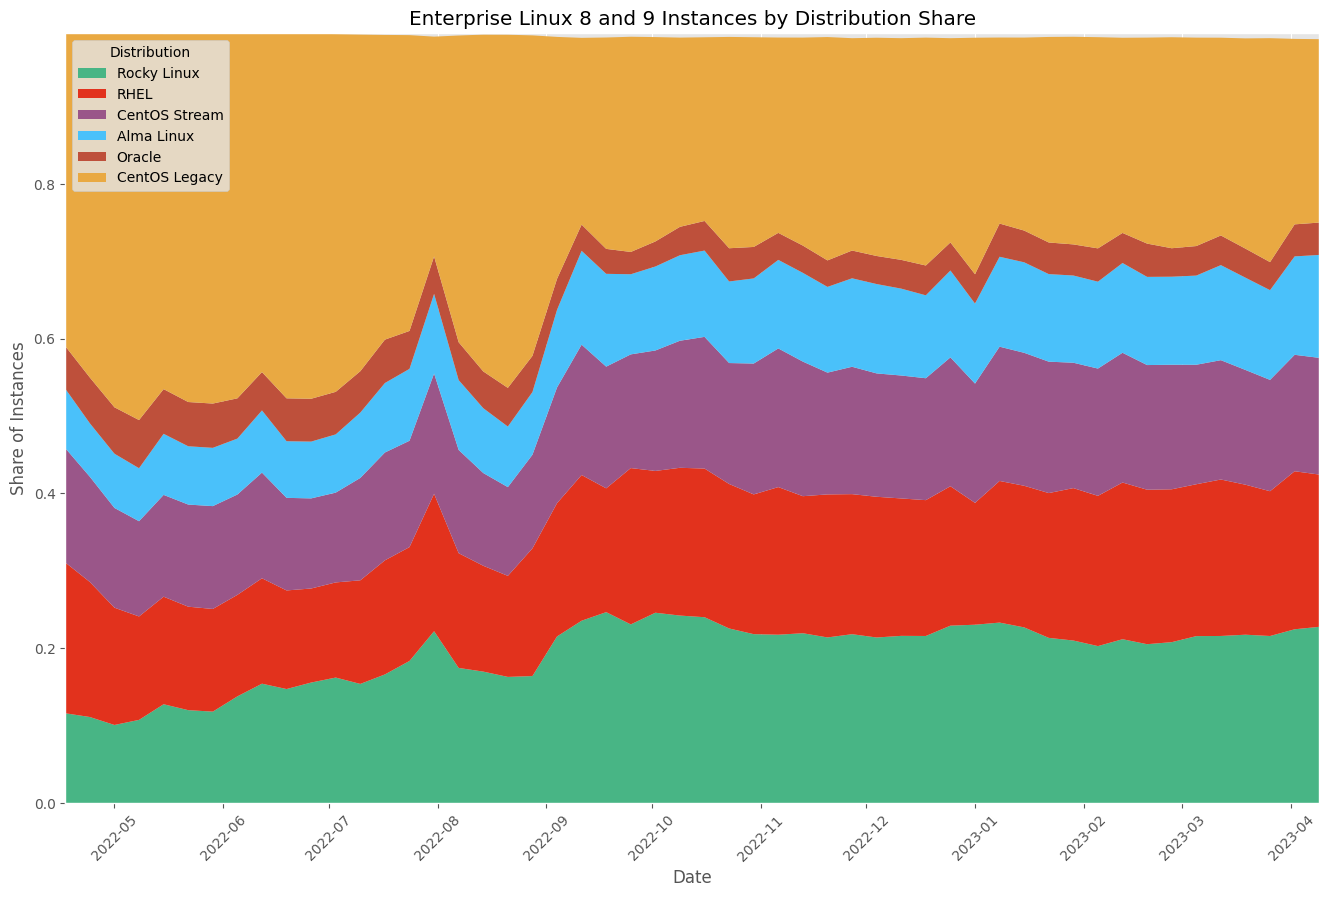 Enterprise Linux 8 and 9 Instances by Distribution Share
Distribution
Rocky Linux
RHEL
CentOS Stream
Alma Linux
Oracle
CentOS Legacy
Share of Instances
0.8
0.6
0.4
0.2
0.0
2022-05
2022-06
2022-07
2022-08
2022-09
2022-10
2022-11
2022-12
2023-01
2023-02
2023-03
2023-04
Date